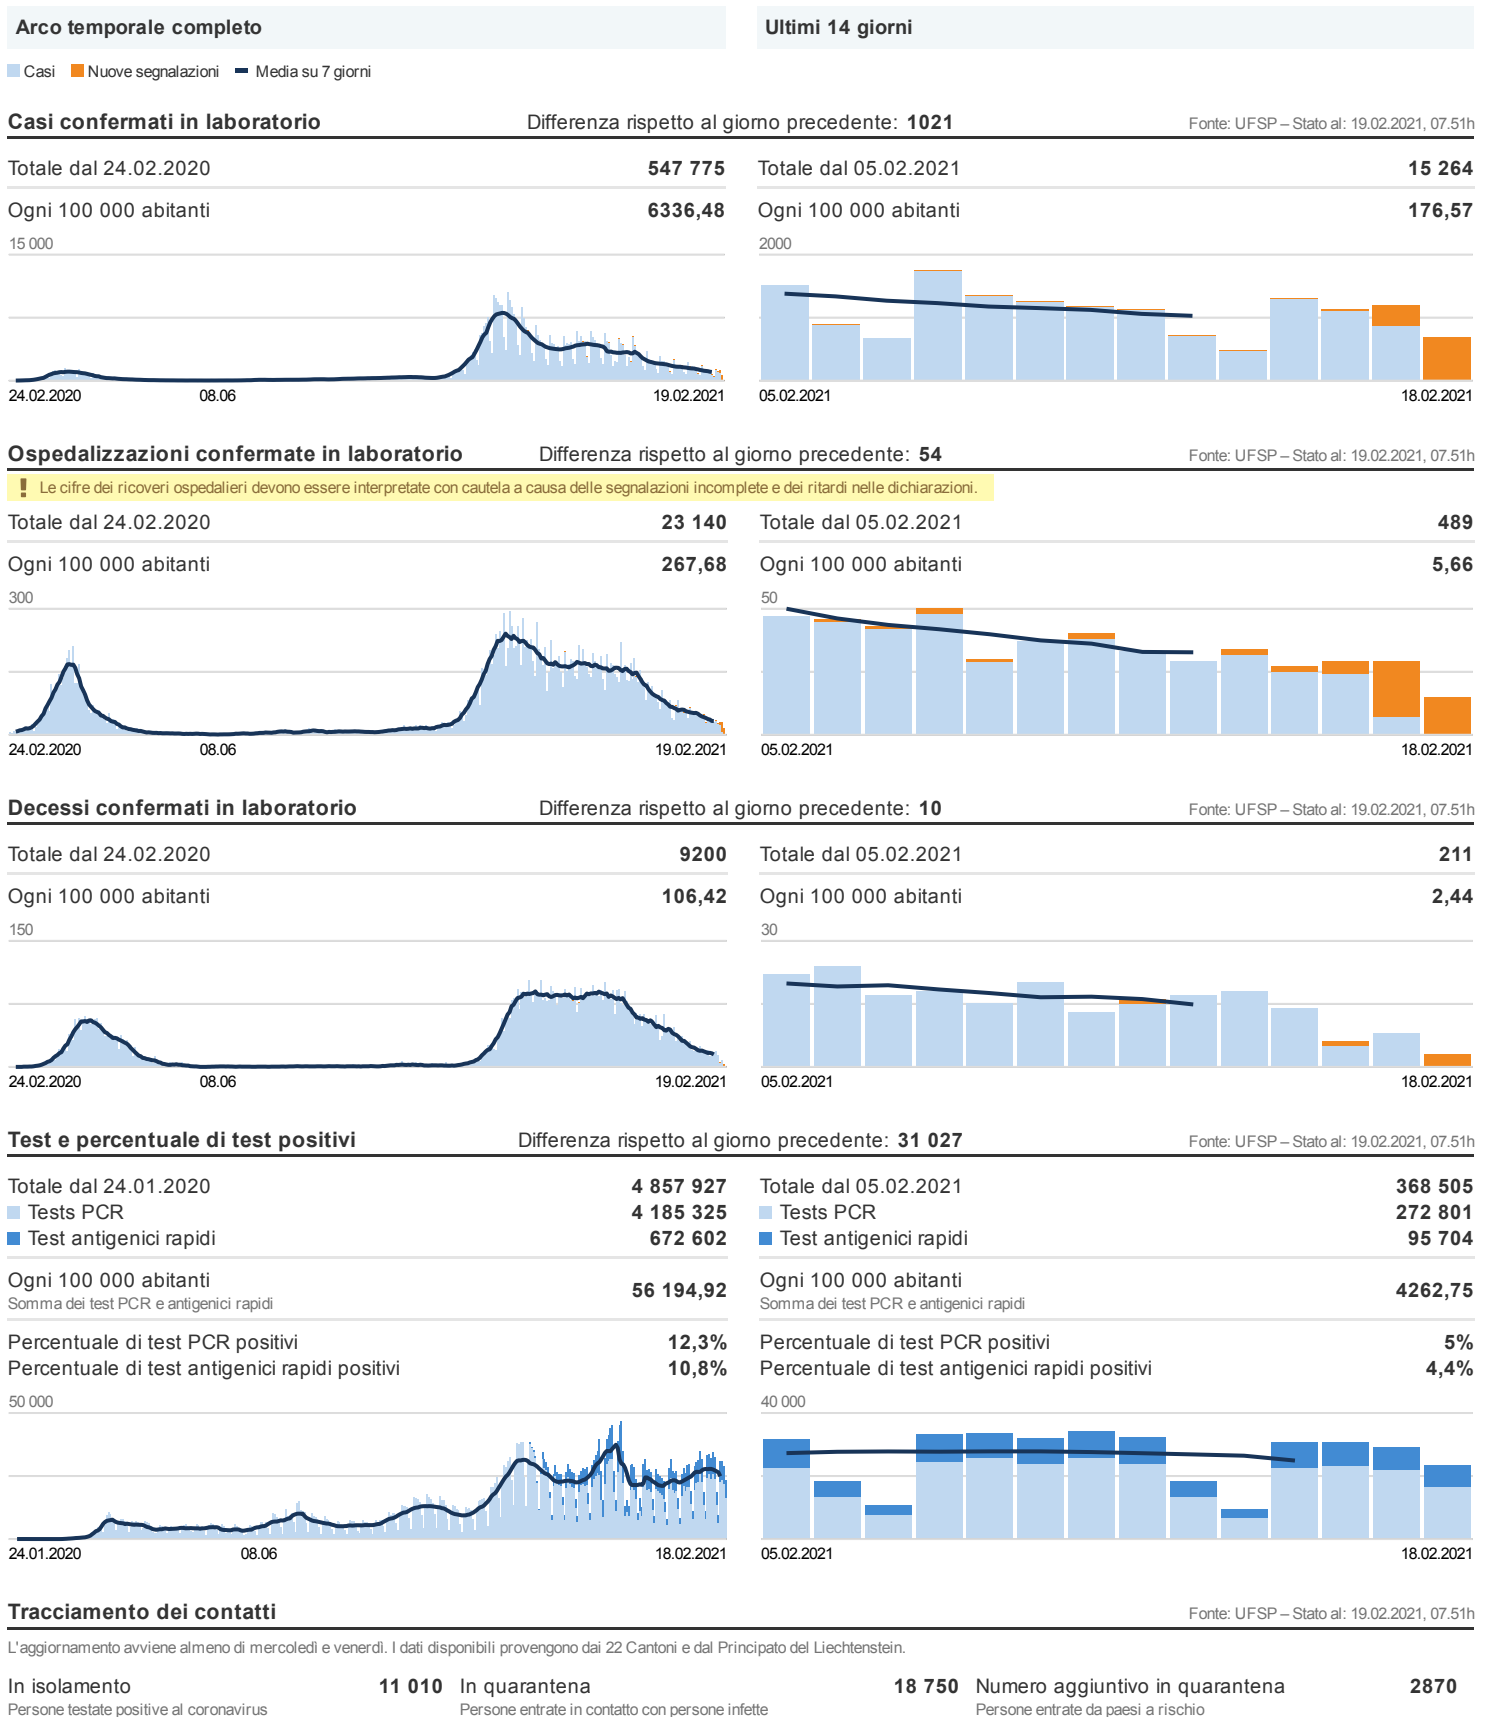 Arco temporale completo
Ultimi 14 giorni
Casi
Nuove segnalazioni
Media su 7 giorni
Casi confermati in laboratorio
Differenza rispetto al giorno precedente: 1021
Fonte: UFSP – Stato al: 19.02.2021, 07.51h
Totale dal 24.02.2020
547 775
Ogni 100 000 abitanti
6336,48
15 000
24.02.2020
08.06
19.02.2021
Totale dal 05.02.2021
15 264
Ogni 100 000 abitanti
176,57
2000
05.02.2021
18.02.2021
Ospedalizzazioni confermate in laboratorio
Differenza rispetto al giorno precedente: 54
Fonte: UFSP – Stato al: 19.02.2021, 07.51h
! Le cifre dei ricoveri ospedalieri devono essere interpretate con cautela a causa delle segnalazioni incomplete e dei ritardi nelle dichiarazioni.
Totale dal 24.02.2020
23 140
Ogni 100 000 abitanti
267,68
300
24.02.2020
08.06
19.02.2021
Totale dal 05.02.2021
489
Ogni 100 000 abitanti
5,66
50
05.02.2021
18.02.2021
Decessi confermati in laboratorio
Differenza rispetto al giorno precedente: 10
Fonte: UFSP – Stato al: 19.02.2021, 07.51h
Totale dal 24.02.2020
9200
Ogni 100 000 abitanti
106,42
150
24.02.2020
08.06
19.02.2021
Totale dal 05.02.2021
211
Ogni 100 000 abitanti
2,44
30
05.02.2021
18.02.2021
Test e percentuale di test positivi
Differenza rispetto al giorno precedente: 31 027
Fonte: UFSP – Stato al: 19.02.2021, 07.51h
Totale dal 24.01.2020
4 857 927
Tests PCR
4 185 325
Test antigenici rapidi
672 602
Ogni 100 000 abitanti
Somma dei test PCR e antigenici rapidi
56 194,92
Percentuale di test PCR positivi
12,3%
Percentuale di test antigenici rapidi positivi
10,8%
50 000
24.01.2020
08.06
18.02.2021
Totale dal 05.02.2021
368 505
Tests PCR
272 801
Test antigenici rapidi
95 704
Ogni 100 000 abitanti
Somma dei test PCR e antigenici rapidi
4262,75
Percentuale di test PCR positivi
5%
Percentuale di test antigenici rapidi positivi
4,4%
40 000
05.02.2021
18.02.2021
Tracciamento dei contatti
Fonte: UFSP – Stato al: 19.02.2021, 07.51h
L'aggiornamento avviene almeno di mercoledì e venerdì. I dati disponibili provengono dai 22 Cantoni e dal Principato del Liechtenstein.
In isolamento
11 010
Persone testate positive al coronavirus
In quarantena
18 750
Persone entrate in contatto con persone infette
Numero aggiuntivo in quarantena
2870
Persone entrate da paesi a rischio